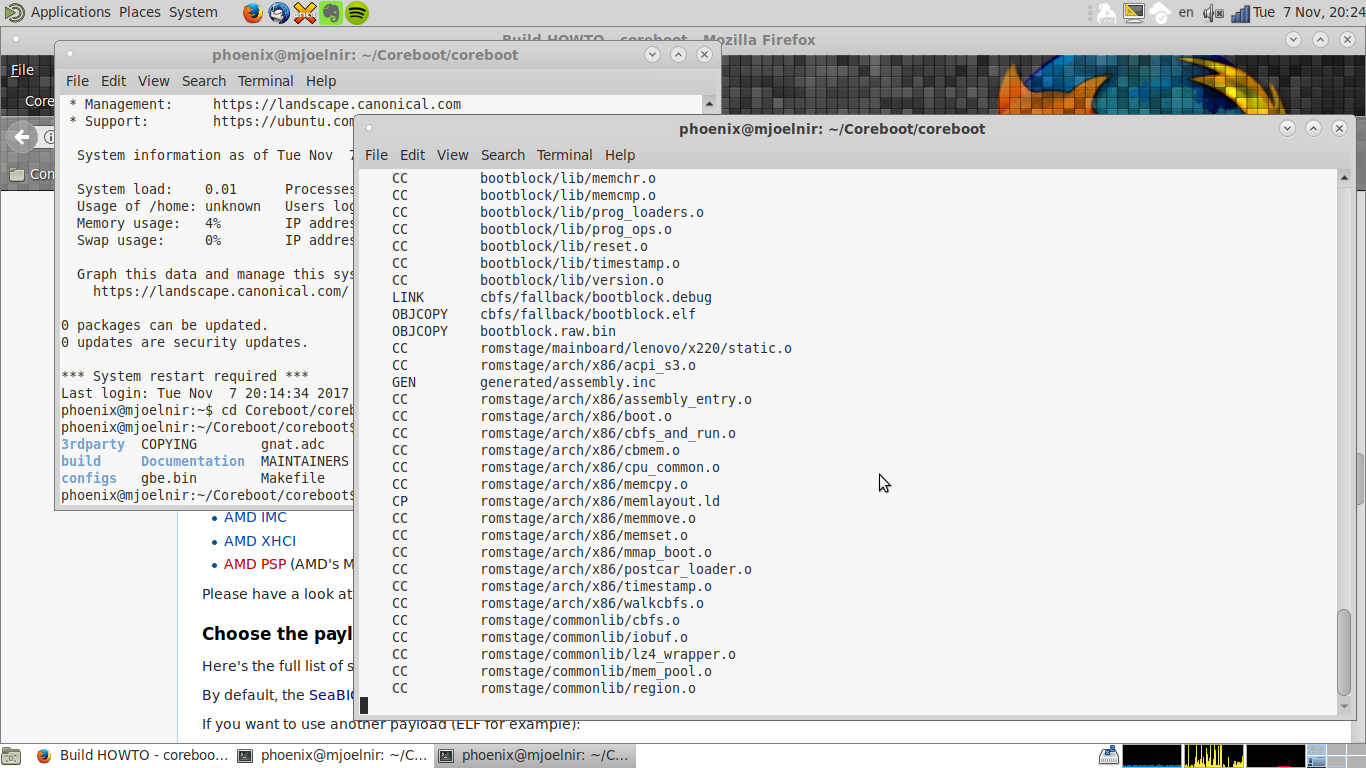 Applications Places System
en
Tue 7 Nov, 20:24
Build HOWTO - coreboot - Mozilla Firefox
File
Core
Con
phoenix@mjoelnir: ~/Coreboot/coreboot
File Edit View Search Terminal Help
* Management: https://landscape.canonical.com
* Support: https://ubuntu.com
System information as of Tue Nov 7
System load: 0.01 Processes
Usage of /home: unknown Users log
Memory usage: 4% IP addres
Swap usage: 0% IP addres
Graph this data and manage this sys
https://landscape.canonical.com/
0 packages can be updated.
0 updates are security updates.
*** System restart required ***
Last login: Tue Nov 7 20:14:34 2017
phoenix@mjoelnir:~$ cd Coreboot/coreb
phoenix@mjoelnir:~/Coreboot/coreboot$
3rdparty COPYING gnat.adc
build Documentation MAINTAINERS
configs gbe.bin Makefile
phoenix@mjoelnir:~/Coreboot/coreboot$
phoenix@mjoelnir: ~/Coreboot/coreboot
File Edit View Search Terminal Help
CC bootblock/lib/memchr.o
CC bootblock/lib/memcmp.o
CC bootblock/lib/prog_loaders.o
CC bootblock/lib/prog_ops.o
CC bootblock/lib/reset.o
CC bootblock/lib/timestamp.o
CC bootblock/lib/version.o
LINK cbfs/fallback/bootblock.debug
OBJCOPY cbfs/fallback/bootblock.elf
OBJCOPY bootblock.raw.bin
CC romstage/mainboard/lenovo/x220/static.o
CC romstage/arch/x86/acpi_s3.o
GEN generated/assembly.inc
CC romstage/arch/x86/assembly_entry.o
CC romstage/arch/x86/boot.o
CC romstage/arch/x86/cbfs_and_run.o
CC romstage/arch/x86/cbmem.o
CC romstage/arch/x86/cpu_common.o
CC romstage/arch/x86/memcpy.o
CP romstage/arch/x86/memlayout.ld
CC romstage/arch/x86/memmove.o
CC romstage/arch/x86/memset.o
CC romstage/arch/x86/mmap_boot.o
CC romstage/arch/x86/postcar_loader.o
CC romstage/arch/x86/timestamp.o
CC romstage/arch/x86/walkcbfs.o
CC romstage/commonlib/cbfs.o
CC romstage/commonlib/iobuf.o
CC romstage/commonlib/lz4_wrapper.o
CC romstage/commonlib/mem_pool.o
CC romstage/commonlib/region.o
AMD IMC
AMD XHCI
AMD PSP (AMD's M
Please have a look at
Choose the payl
Here's the full list of s
By default, the SeaBIO
If you want to use another payload (ELF for example):
Build HOWTO - coreboo... phoenix@mjoelnir: ~/C... phoenix@mjoelnir: ~/C...